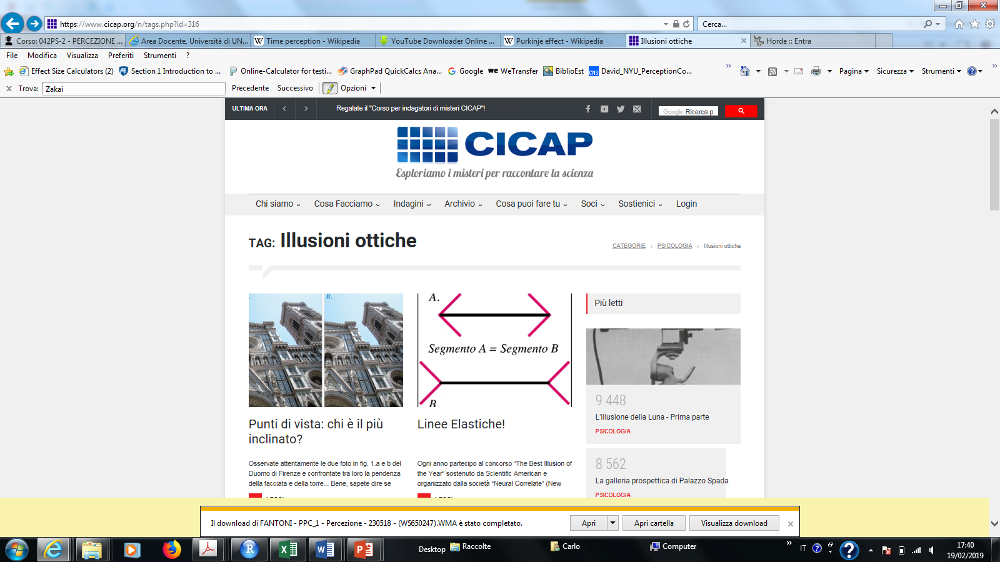 https://www.cicap.org/n/tags.php?id=316
Cerca...
Corso: 042PS-2 - PERCEZIONE ...
Area Docente, Università di UN...
Time perception - Wikipedia
YouTube Downloader Online ...
Purkinje effect - Wikipedia
Illusioni ottiche
Horde :: Entra
File Modifica Visualizza Preferiti Strumenti ?
Effect Size Calculators (2)
Section 1 Introduction to ...
Online-Calculator for testi...
GraphPad QuickCalcs Ana...
Google
WeTransfer
BiblioEst
David_NYU_PerceptionCo...
Pagina Sicurezza Strumenti
Trova: Zakai Precedente Successivo Opzioni
ULTIMA ORA
Regalate il "Corso per indagatori di misteri CICAP"!
Google Ricerca p
CICAP
Esploriamo i misteri per raccontare la scienza
Chi siamo Cosa Facciamo Indagini Archivio Cosa puoi fare tu Soci Sostienici Login
TAG: Illusioni ottiche
CATEGORIE › PSICOLOGIA › Illusioni ottiche
B.
A.
Segmento A = Segmento B
B.
Punti di vista: chi è il più
inclinato?
Osservate attentamente le due foto in fig. 1.a e b del
Duomo di Firenze e confrontate tra loro la pendenza
della facciata e della torre... Bene, sapete dire se
Linee Elastiche!
Ogni anno partecipo al concorso “The Best Illusion of
the Year” sostenuto da Scientific American e
organizzato dalla società “Neural Correlate” (New
Più letti
9 448
L'illusione della Luna - Prima parte
PSICOLOGIA
8 562
La galleria prospettica di Palazzo Spada
PSICOLOGIA
Il download di FANTONI - PPC_1 - Percezione - 230518 - (WS650247).WMA è stato completato.
Apri Apri cartella Visualizza download
Desktop Raccolte Carlo Computer
IT
17:40
19/02/2019